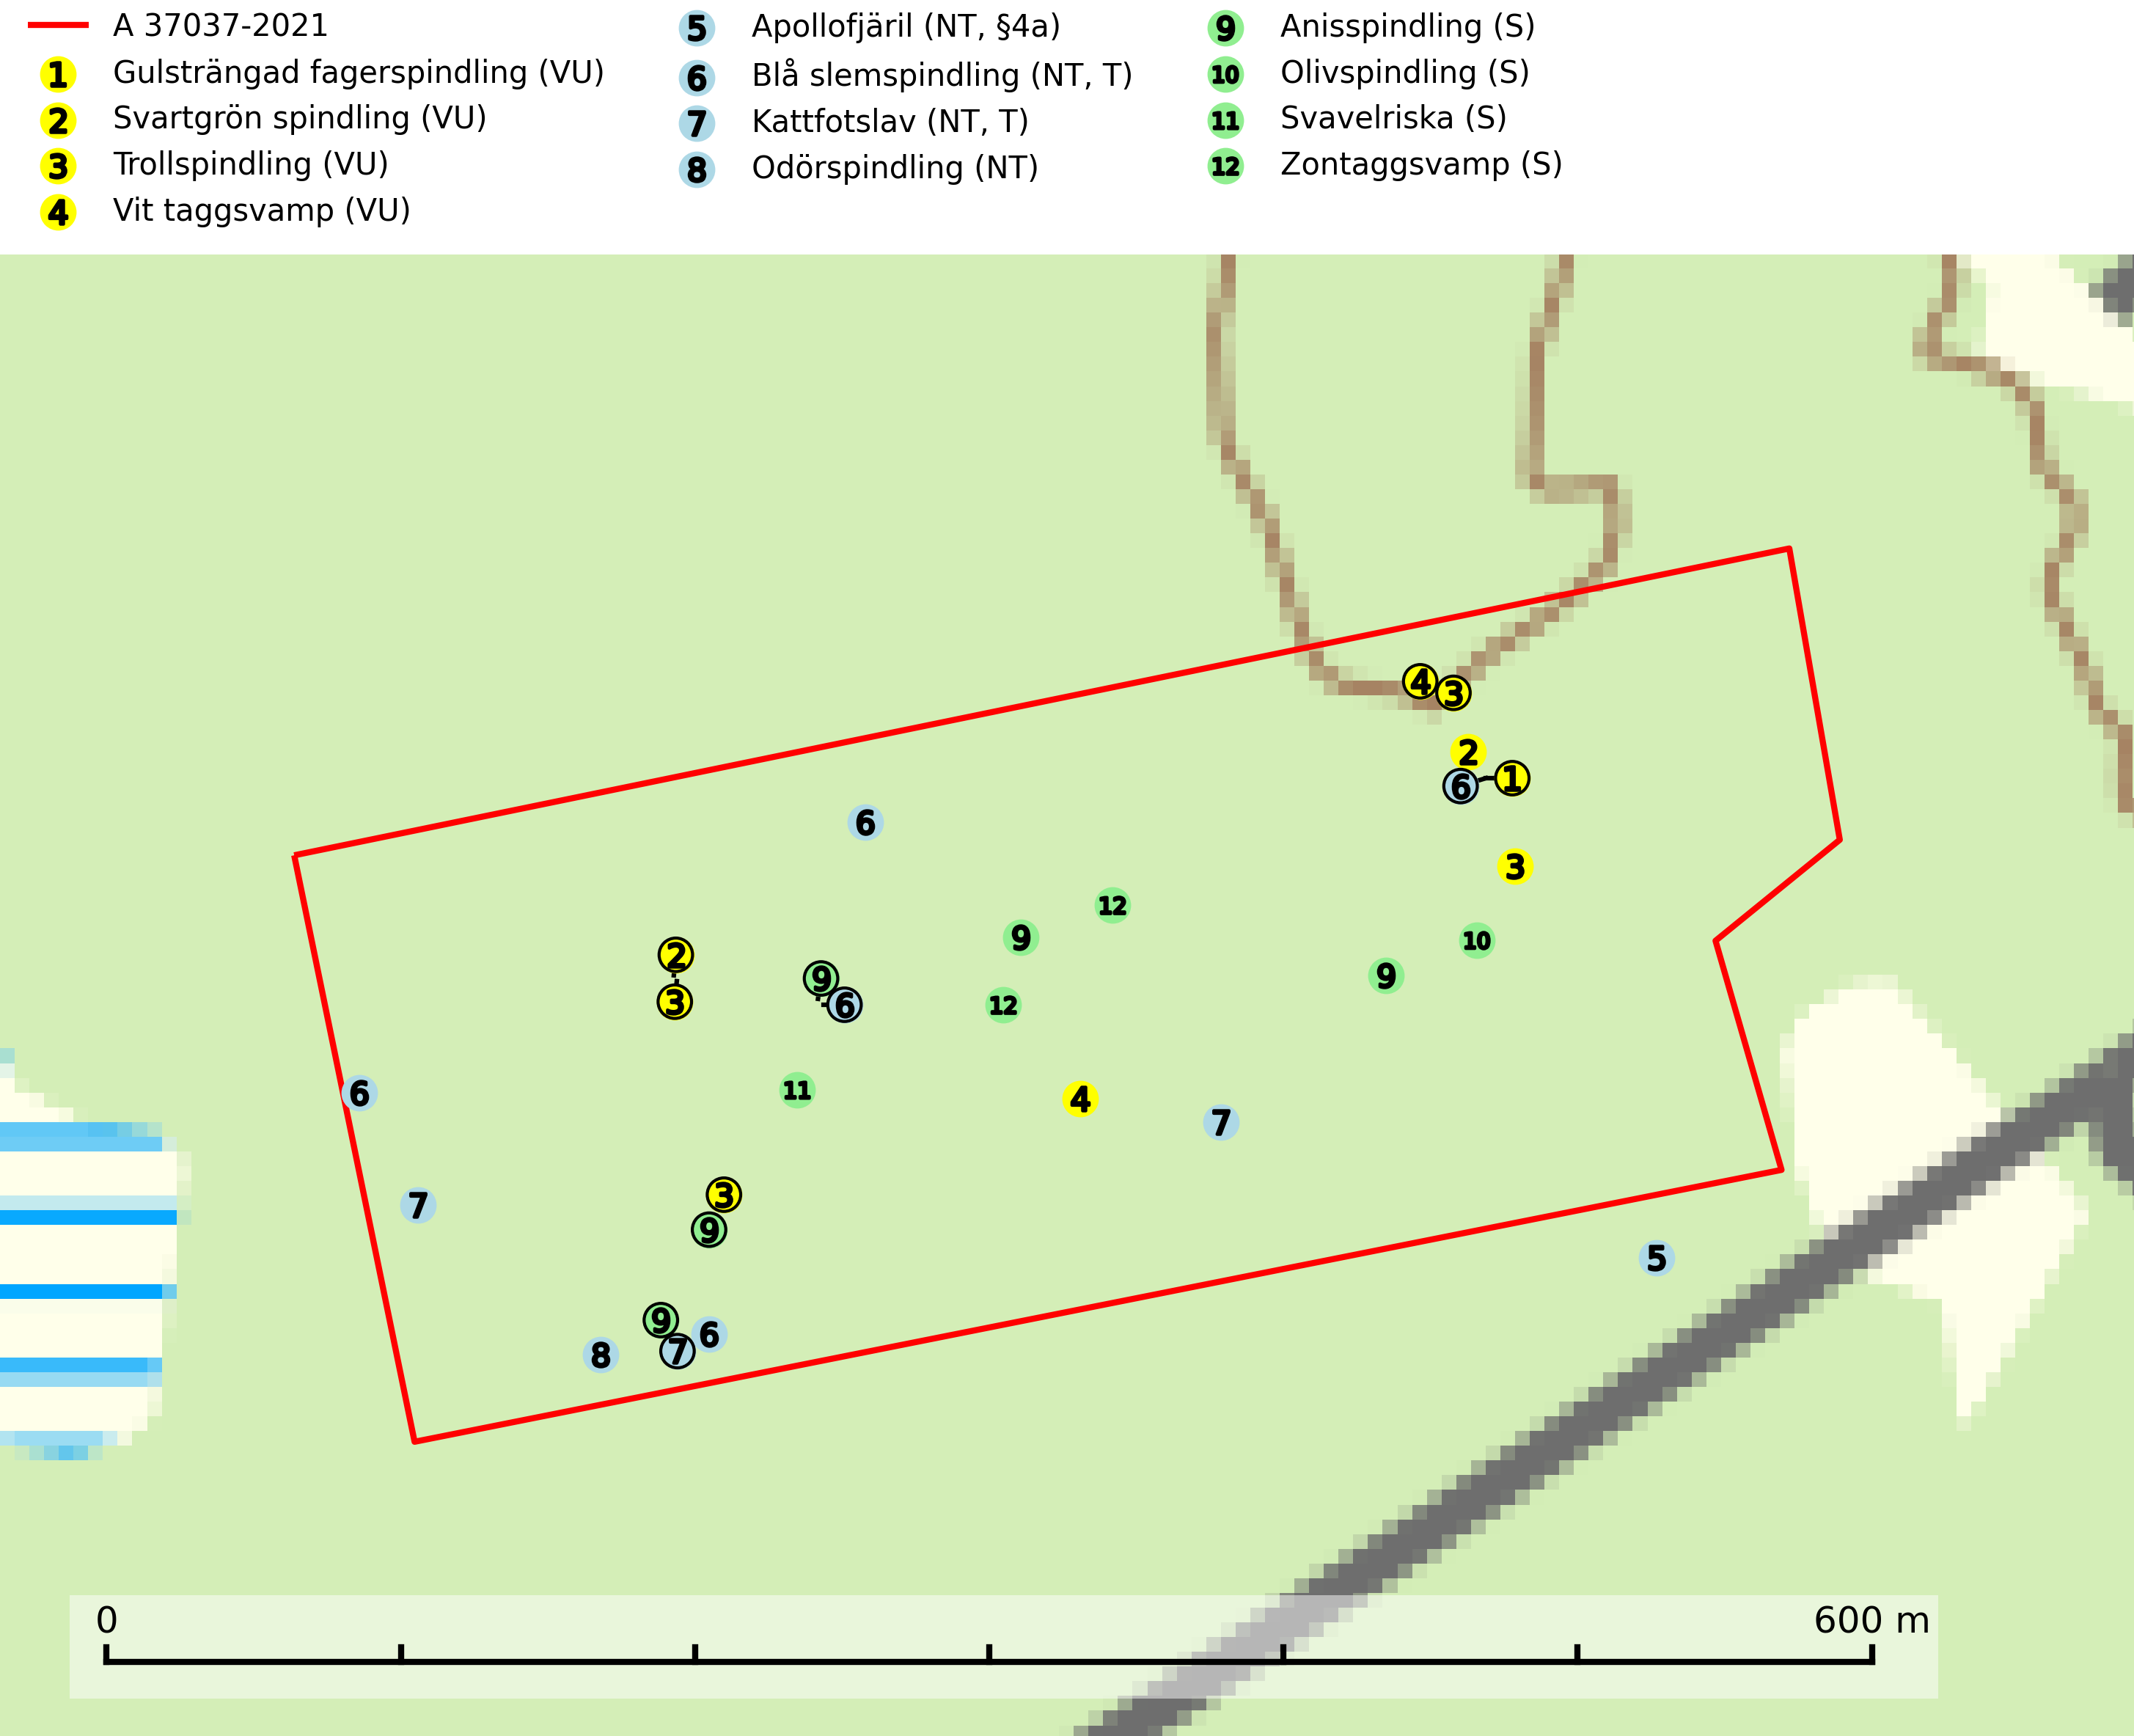 A 37037-2021
1 Gulsträngad fagerspindling (VU)
2 Svartgrön spindling (VU)
3 Trollspindling (VU)
4 Vit taggsvamp (VU)
5 Apollofjäril (NT, §4a)
6 Blå slemspindling (NT, T)
7 Kattfotslav (NT, T)
8 Odörspindling (NT)
9 Anisspindling (S)
10 Olivspindling (S)
11 Svavelriska (S)
12 Zontaggsvamp (S)
4 3
2
6 1
6
3
12
9
10
2
9
9
3
6
12
11
6
4
7
3
7
9
5
9
6
7
8
0 600 m